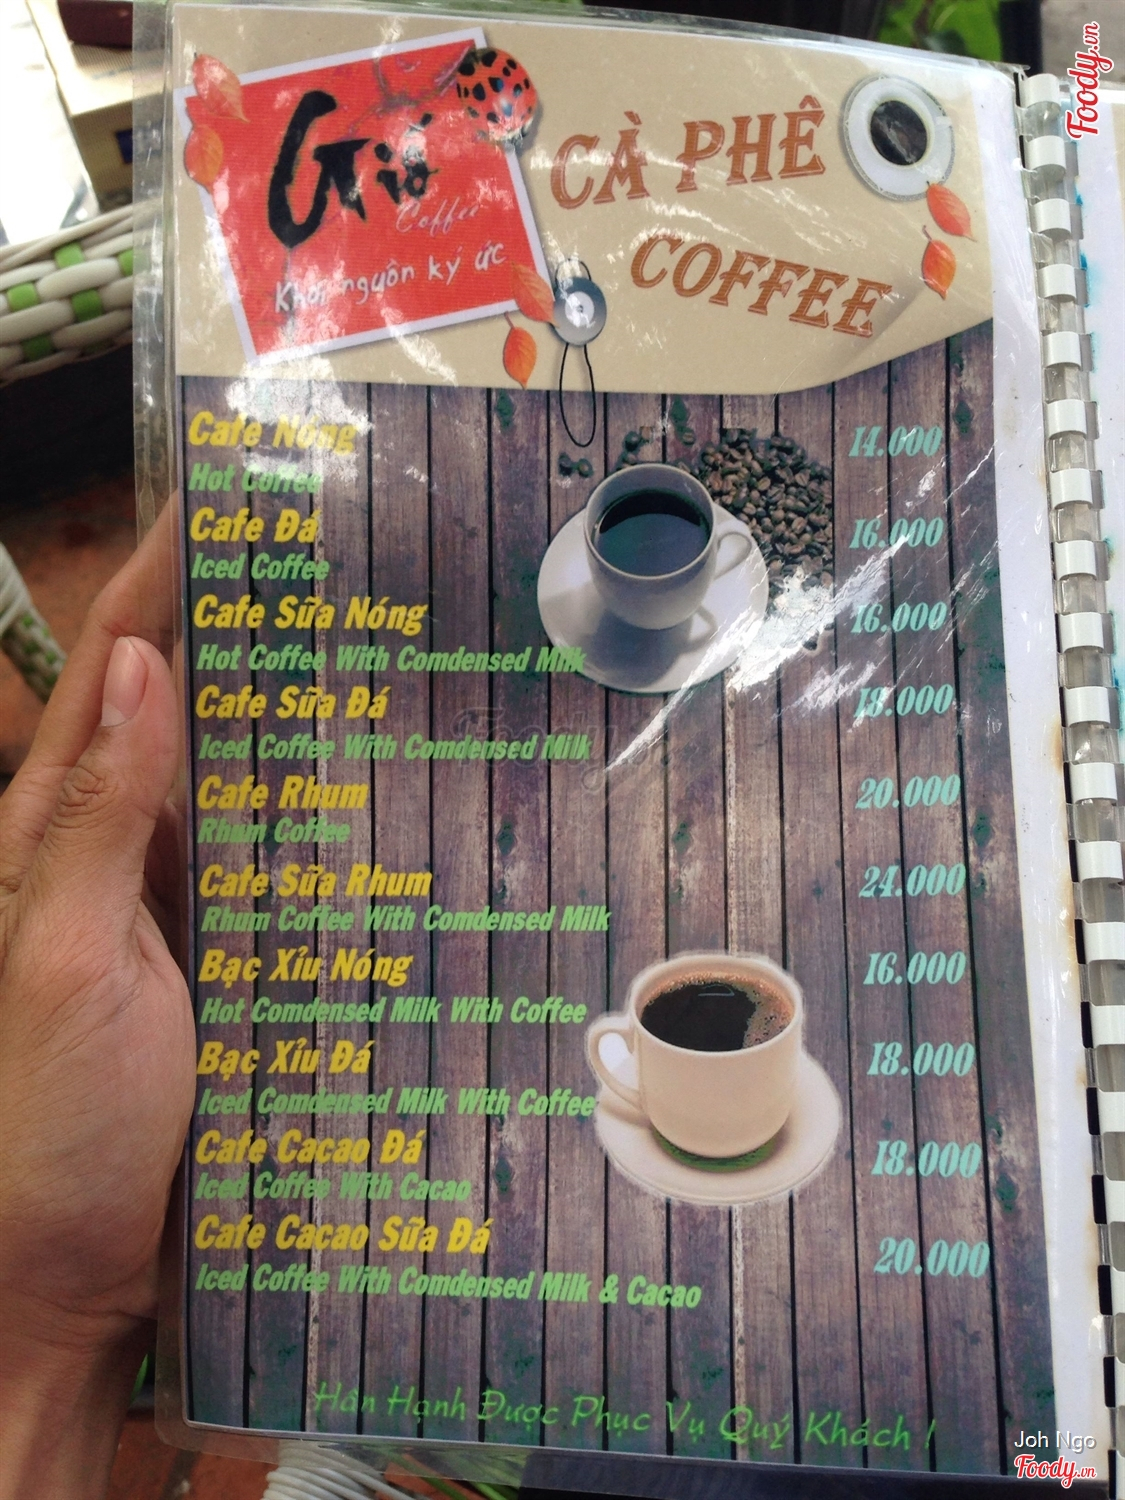 Foody.vn
Gió
Coffee
Khơi nguồn ký ức
CÀ PHÊ
COFFEE
Cafe Nóng 14.000
Hot Coffee
Cafe Đá 16.000
Iced Coffee
Cafe Sữa Nóng 16.000
Hot Coffee With Comdensed Milk
Cafe Sữa Đá 18.000
Iced Coffee With Comdensed Milk
Cafe Rhum 20.000
Rhum Coffee
Cafe Sữa Rhum 24.000
Rhum Coffee With Comdensed Milk
Bạc Xỉu Nóng 16.000
Hot Comdensed Milk With Coffee
Bạc Xỉu Đá 18.000
Iced Comdensed Milk With Coffee
Cafe Cacao Đá 18.000
Iced Coffee With Cacao
Cafe Cacao Sữa Đá 20.000
Iced Coffee With Comdensed Milk & Cacao
Hân Hạnh Được Phục Vụ Quý Khách !
Joh Ngo
Foody.vn